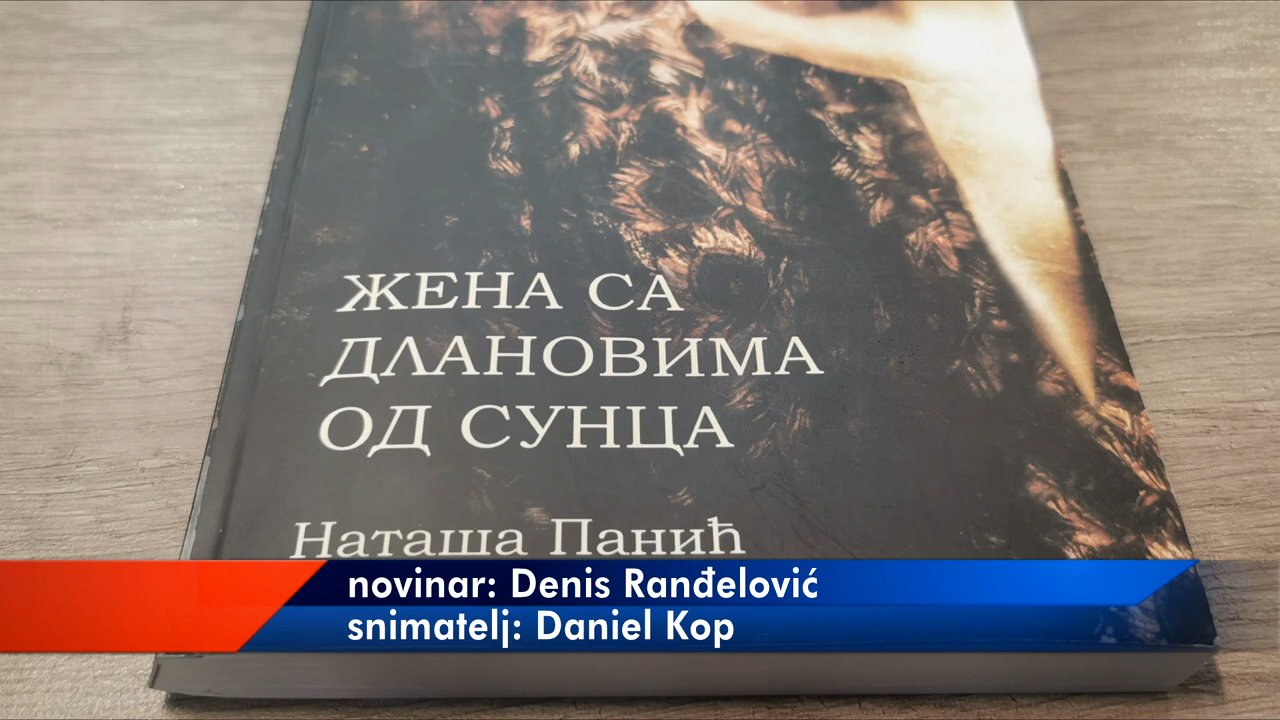 ЖЕНА СА
ДЛАНОВИМА
ОД СУНЦА
Наташа Панић
novinar: Denis Ranđelović
snimatelj: Daniel Kop